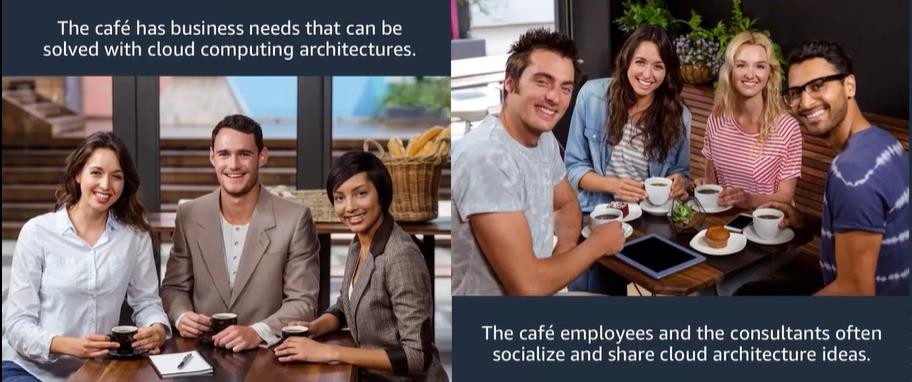 The café has business needs that can be
solved with cloud computing architectures.
The café employees and the consultants often
socialize and share cloud architecture ideas.